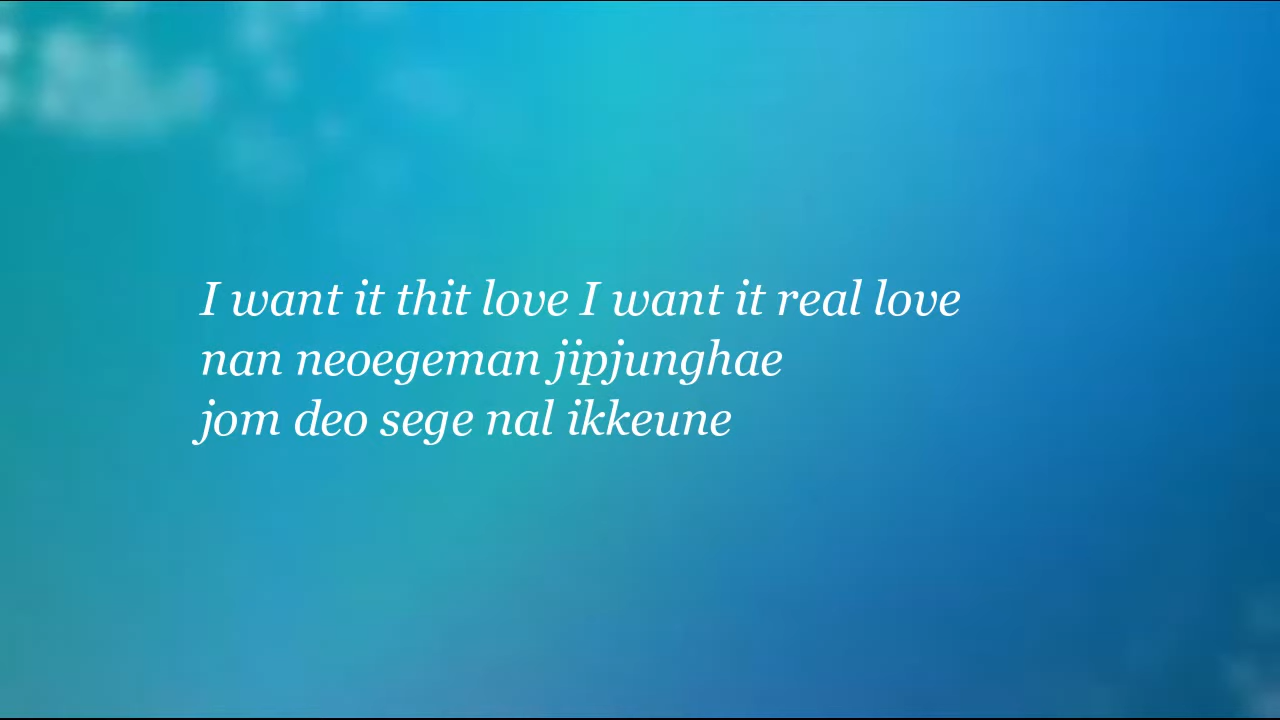 I want it thit love I want it real love
nan neoegeman jipjunghae
jom deo sege nal ikkeune